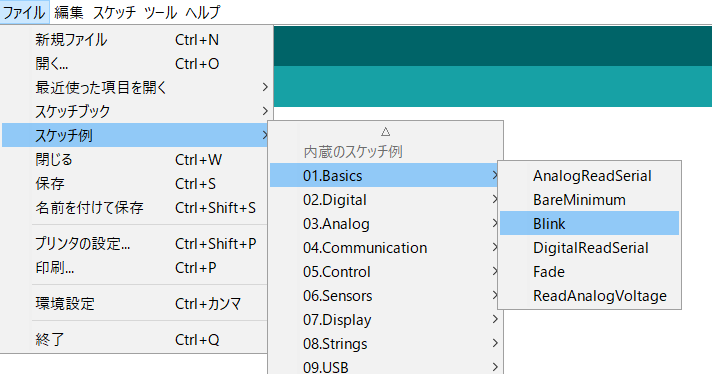 ファイル 編集 スケッチ ツール ヘルプ
新規ファイル Ctrl+N
開く... Ctrl+O
最近使った項目を開く
スケッチブック
スケッチ例
閉じる Ctrl+W
保存 Ctrl+S
名前を付けて保存 Ctrl+Shift+S
プリンタの設定... Ctrl+Shift+P
印刷... Ctrl+P
環境設定 Ctrl+カンマ
終了 Ctrl+Q
△
内蔵のスケッチ例
01.Basics
02.Digital
03.Analog
04.Communication
05.Control
06.Sensors
07.Display
08.Strings
09.USB
AnalogReadSerial
BareMinimum
Blink
DigitalReadSerial
Fade
ReadAnalogVoltage